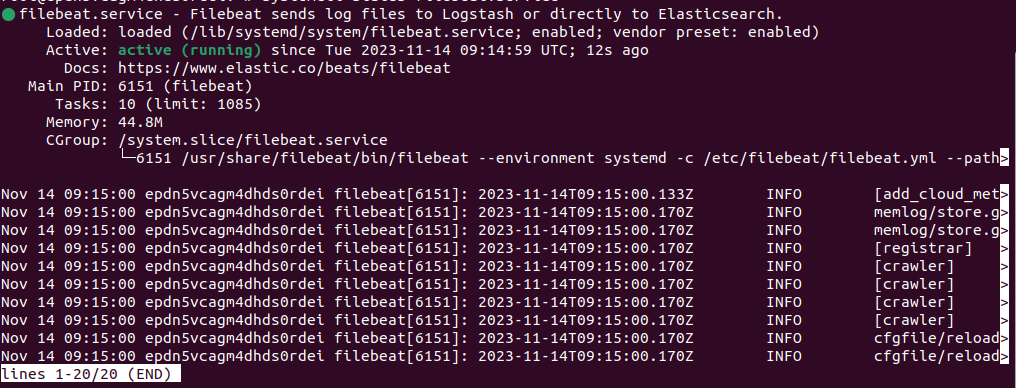 ●filebeat.service - Filebeat sends log files to Logstash or directly to Elasticsearch.
     Loaded: loaded (/lib/systemd/system/filebeat.service; enabled; vendor preset: enabled)
     Active: active (running) since Tue 2023-11-14 09:14:59 UTC; 12s ago
       Docs: https://www.elastic.co/beats/filebeat
   Main PID: 6151 (filebeat)
      Tasks: 10 (limit: 1085)
     Memory: 44.8M
     CGroup: /system.slice/filebeat.service
             └─6151 /usr/share/filebeat/bin/filebeat --environment systemd -c /etc/filebeat/filebeat.yml --path>
Nov 14 09:15:00 epdn5vcagm4dhds0rdei filebeat[6151]: 2023-11-14T09:15:00.133Z        INFO        [add_cloud_met>
Nov 14 09:15:00 epdn5vcagm4dhds0rdei filebeat[6151]: 2023-11-14T09:15:00.170Z        INFO        memlog/store.g>
Nov 14 09:15:00 epdn5vcagm4dhds0rdei filebeat[6151]: 2023-11-14T09:15:00.170Z        INFO        memlog/store.g>
Nov 14 09:15:00 epdn5vcagm4dhds0rdei filebeat[6151]: 2023-11-14T09:15:00.170Z        INFO        [registrar]   >
Nov 14 09:15:00 epdn5vcagm4dhds0rdei filebeat[6151]: 2023-11-14T09:15:00.170Z        INFO        [crawler]     >
Nov 14 09:15:00 epdn5vcagm4dhds0rdei filebeat[6151]: 2023-11-14T09:15:00.170Z        INFO        [crawler]     >
Nov 14 09:15:00 epdn5vcagm4dhds0rdei filebeat[6151]: 2023-11-14T09:15:00.170Z        INFO        [crawler]     >
Nov 14 09:15:00 epdn5vcagm4dhds0rdei filebeat[6151]: 2023-11-14T09:15:00.170Z        INFO        [crawler]     >
Nov 14 09:15:00 epdn5vcagm4dhds0rdei filebeat[6151]: 2023-11-14T09:15:00.170Z        INFO        cfgfile/reload>
Nov 14 09:15:00 epdn5vcagm4dhds0rdei filebeat[6151]: 2023-11-14T09:15:00.170Z        INFO        cfgfile/reload>
lines 1-20/20 (END)